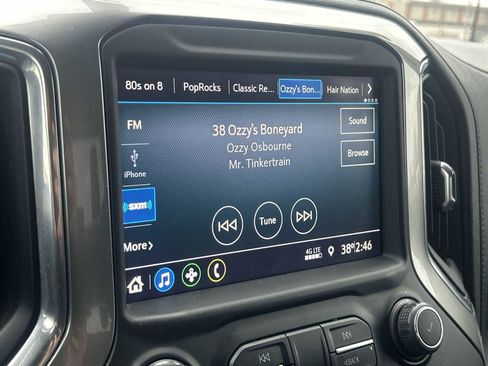 80s on 8 PopRocks Classic Re... Ozzy's Bon... Hair Nation
FM
38 Ozzy's Boneyard
Sound
Ozzy Osbourne
iPhone
Mr. Tinkertrain
Browse
sxm
Tune
More
4G LTE 38° 2:46
BACK